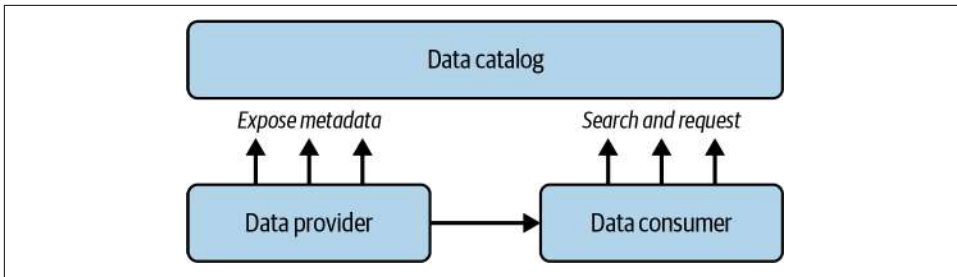 Data catalog
Expose metadata
Search and request
Data provider
Data consumer